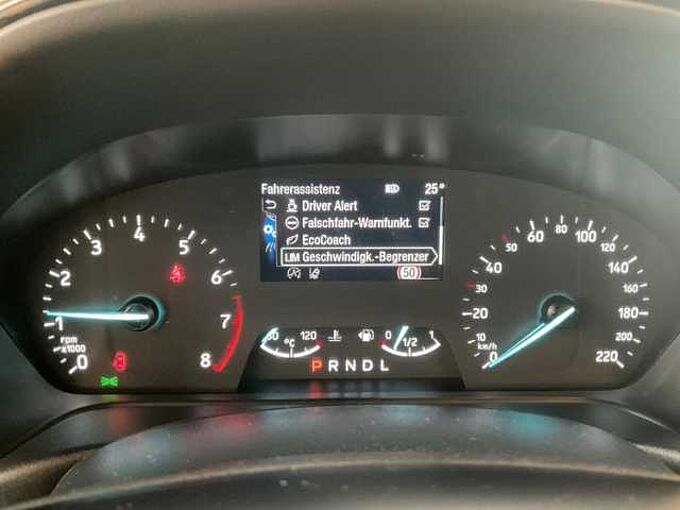 Fahrerassistenz 25°
Driver Alert
Falschfahr-Warnfunkt.
EcoCoach
LIM Geschwindigk.-Begrenzer
50
0
1
2
3
4
5
6
7
8
rpm
x1000
120
°C
0 1/2 1
P R N D L
0
10
20
30
40
50
60
80
100
120
140
160
180
200
220
km/h